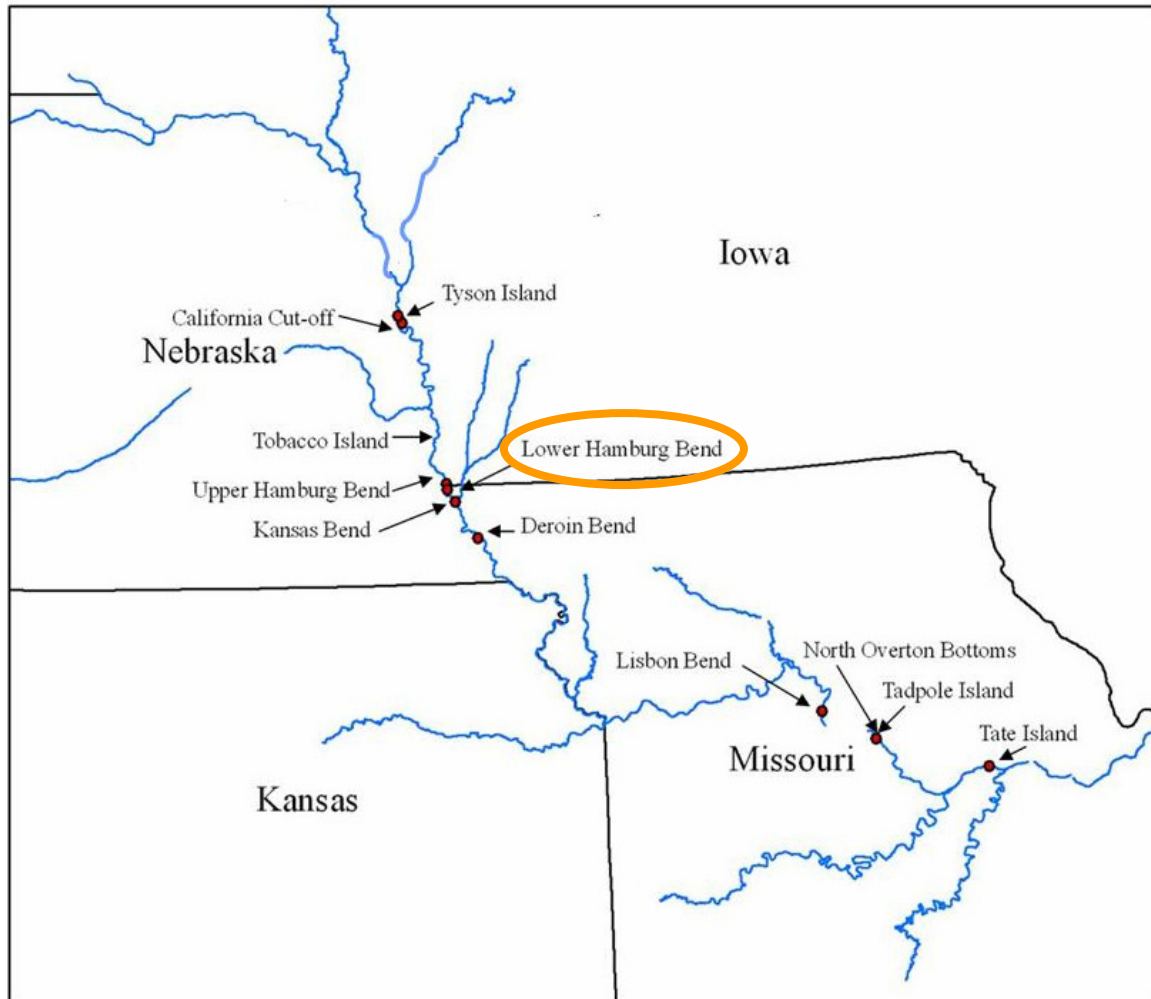 Iowa
Tyson Island
California Cut-off
Nebraska
Tobacco Island
Lower Hamburg Bend
Upper Hamburg Bend
Kansas Bend
Deroin Bend
North Overton Bottoms
Lisbon Bend
Tadpole Island
Tate Island
Missouri
Kansas